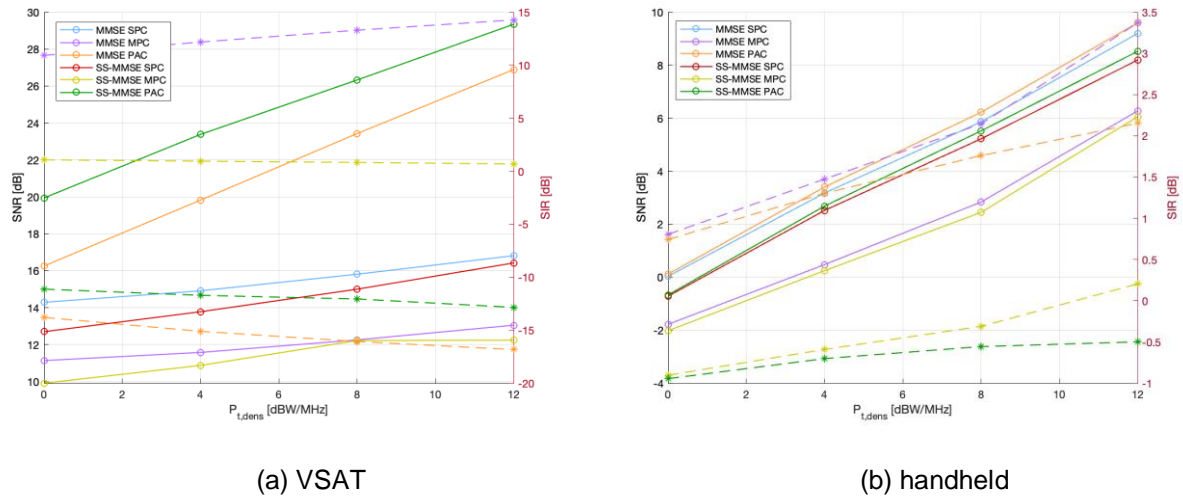 30
28
26
24
22
20
18
16
14
12
10
SNR [dB]
MMSE SPC
MMSE MPC
MMSE PAC
SS-MMSE SPC
SS-MMSE MPC
SS-MMSE PAC
15
10
5
0
-5
-10
-15
-20
SIR [dB]
0 2 4 6 8 10 12
Pt,dens [dBW/MHz]
(a) VSAT
10
8
6
4
2
0
-2
-4
SNR [dB]
MMSE SPC
MMSE MPC
MMSE PAC
SS-MMSE SPC
SS-MMSE MPC
SS-MMSE PAC
3.5
3
2.5
2
1.5
1
0.5
0
-0.5
-1
SIR [dB]
0 2 4 6 8 10 12
Pt,dens [dBW/MHz]
(b) handheld